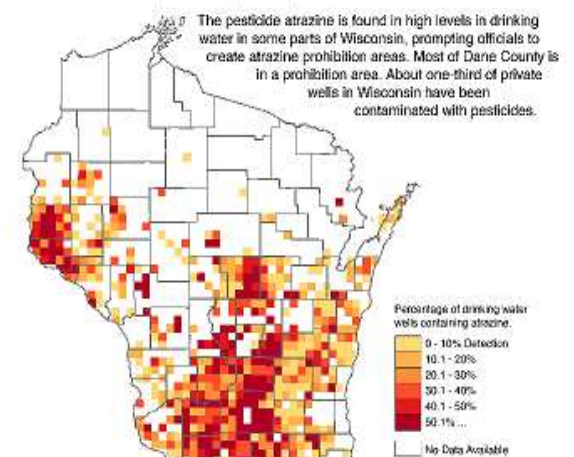 The pesticide atrazine is found in high levels in drinking
water in some parts of Wisconsin, prompting officials to
create atrazine prohibition areas. Most of Dane County is
in a prohibition area. About one-third of private
wells in Wisconsin have been
contaminated with pesticides.
Percentage of drinking water
wells containing atrazine.
0 - 10% Detection
10.1 - 20%
20.1 - 30%
30.1 - 40%
40.1 - 50%
50.1% ...
No Data Available